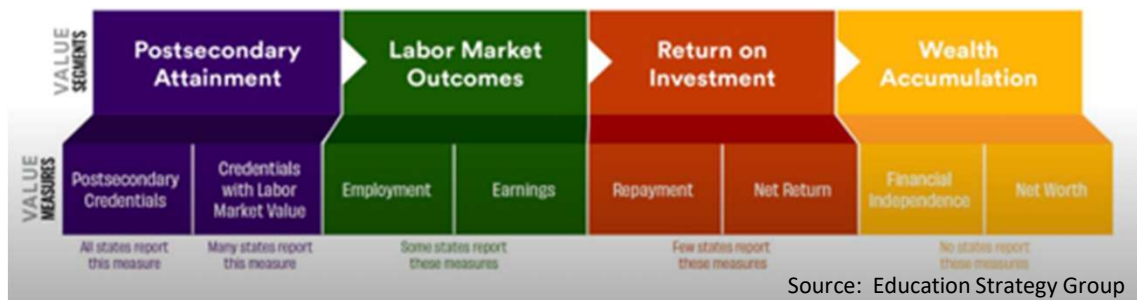 VALUE
SEGMENTS
Postsecondary
Attainment
Labor Market
Outcomes
Return on
Investment
Wealth
Accumulation
VALUE
MEASURES
Postsecondary
Credentials
Credentials
with Labor
Market Value
Employment
Earnings
Repayment
Net Return
Financial
Independence
Net Worth
All states report
this measure
Many states report
this measure
Some states report
these measures
Few states report
these measures
No states report
these measures
Source: Education Strategy Group